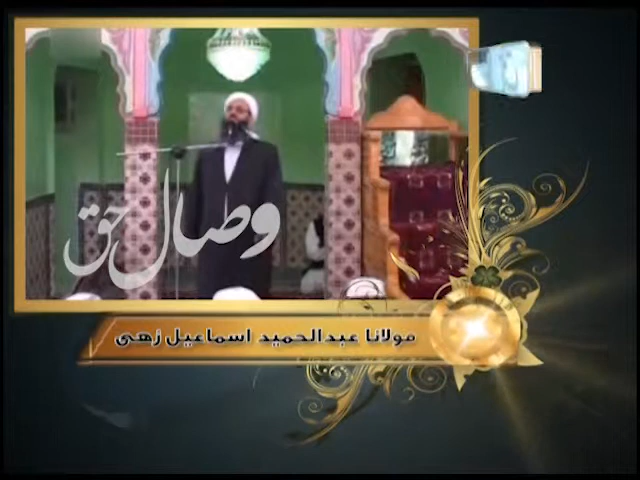 وصال حق
مولانا عبدالحمید اسماعیل زهی